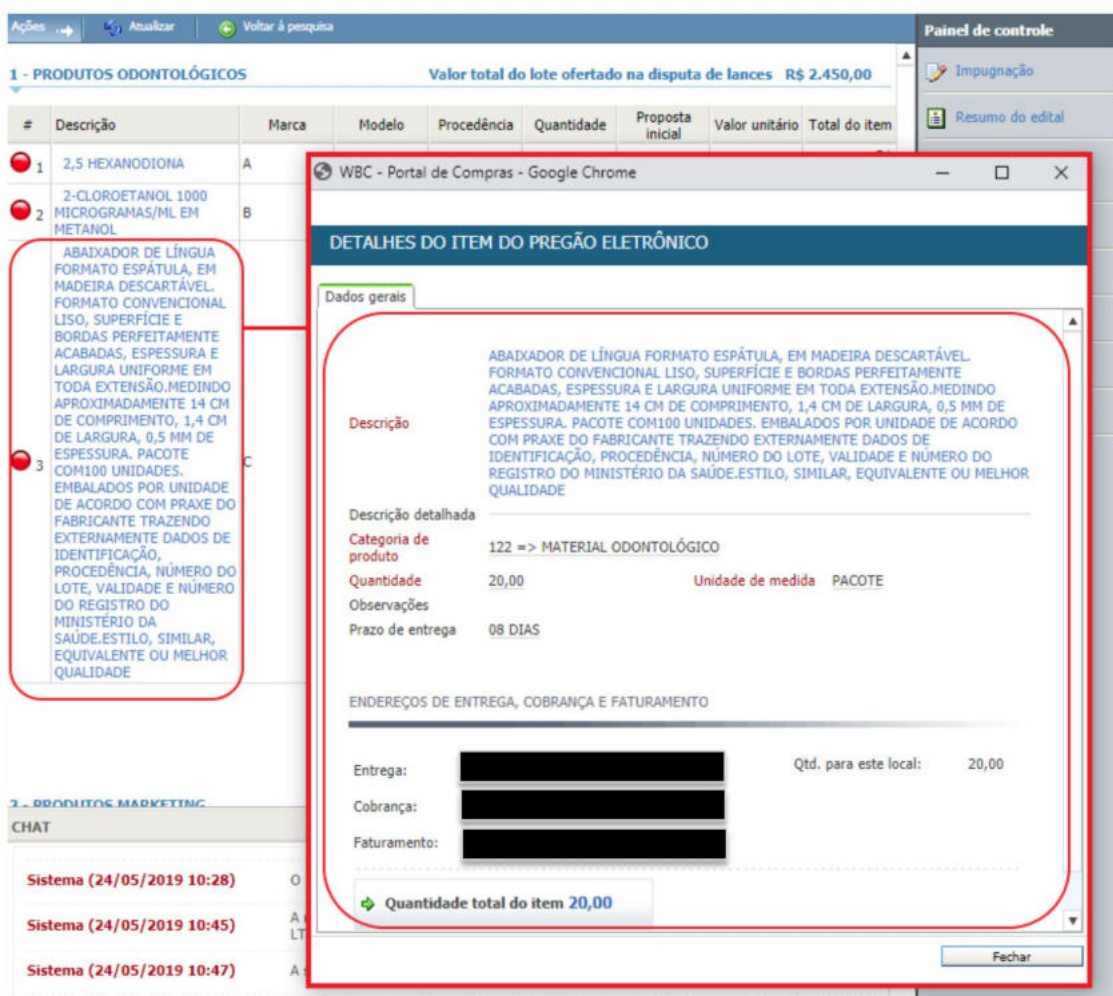 Ações
Atualizar
Voltar à pesquisa
Painel de controle
1 - PRODUTOS ODONTOLÓGICOS
Valor total do lote ofertado na disputa de lances R$ 2.450,00
Impugnação
Resumo do edital
# Descrição Marca Modelo Procedência Quantidade Proposta inicial Valor unitário Total do item
1 2,5 HEXANODIONA A
2 2-CLOROETANOL 1000
MICROGRAMAS/ML EM
METANOL
B
3
ABAIXADOR DE LÍNGUA
FORMATO ESPÁTULA, EM
MADEIRA DESCARTÁVEL.
FORMATO CONVENCIONAL
LISO, SUPERFÍCIE E
BORDAS PERFEITAMENTE
ACABADAS, ESPESSURA E
LARGURA UNIFORME EM
TODA EXTENSÃO.MEDINDO
APROXIMADAMENTE 14 CM
DE COMPRIMENTO, 1,4 CM
DE LARGURA, 0,5 MM DE
ESPESSURA. PACOTE
COM100 UNIDADES.
EMBALADOS POR UNIDADE
DE ACORDO COM PRAXE DO
FABRICANTE TRAZENDO
EXTERNAMENTE DADOS DE
IDENTIFICAÇÃO,
PROCEDÊNCIA, NÚMERO DO
LOTE, VALIDADE E NÚMERO
DO REGISTRO DO
MINISTÉRIO DA
SAÚDE.ESTILO, SIMILAR,
EQUIVALENTE OU MELHOR
QUALIDADE
C
WBC - Portal de Compras - Google Chrome
DETALHES DO ITEM DO PREGÃO ELETRÔNICO
Dados gerais
Descrição
ABAIXADOR DE LÍNGUA FORMATO ESPÁTULA, EM MADEIRA DESCARTÁVEL.
FORMATO CONVENCIONAL LISO, SUPERFÍCIE E BORDAS PERFEITAMENTE
ACABADAS, ESPESSURA E LARGURA UNIFORME EM TODA EXTENSÃO.MEDINDO
APROXIMADAMENTE 14 CM DE COMPRIMENTO, 1,4 CM DE LARGURA, 0,5 MM DE
ESPESSURA. PACOTE COM100 UNIDADES. EMBALADOS POR UNIDADE DE ACORDO
COM PRAXE DO FABRICANTE TRAZENDO EXTERNAMENTE DADOS DE
IDENTIFICAÇÃO, PROCEDÊNCIA, NÚMERO DO LOTE, VALIDADE E NÚMERO DO
REGISTRO DO MINISTÉRIO DA SAÚDE.ESTILO, SIMILAR, EQUIVALENTE OU MELHOR
QUALIDADE
Descrição detalhada
Categoria de
produto
122 => MATERIAL ODONTOLÓGICO
Quantidade 20,00 Unidade de medida PACOTE
Observações
Prazo de entrega 08 DIAS
ENDEREÇOS DE ENTREGA, COBRANÇA E FATURAMENTO
Entrega: Qtd. para este local: 20,00
Cobrança:
Faturamento:
Quantidade total do item 20,00
Fechar
2 - PRODUTOS MARKETING
CHAT
Sistema (24/05/2019 10:28) O
Sistema (24/05/2019 10:45) A
LT
Sistema (24/05/2019 10:47) A